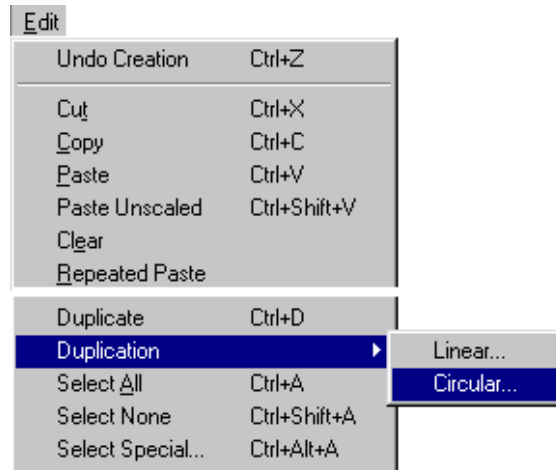 Edit
Undo Creation Ctrl+Z
Cut Ctrl+X
Copy Ctrl+C
Paste Ctrl+V
Paste Unscaled Ctrl+Shift+V
Clear
Repeated Paste
Duplicate Ctrl+D
Duplication
Linear...
Circular...
Select All Ctrl+A
Select None Ctrl+Shift+A
Select Special... Ctrl+Alt+A